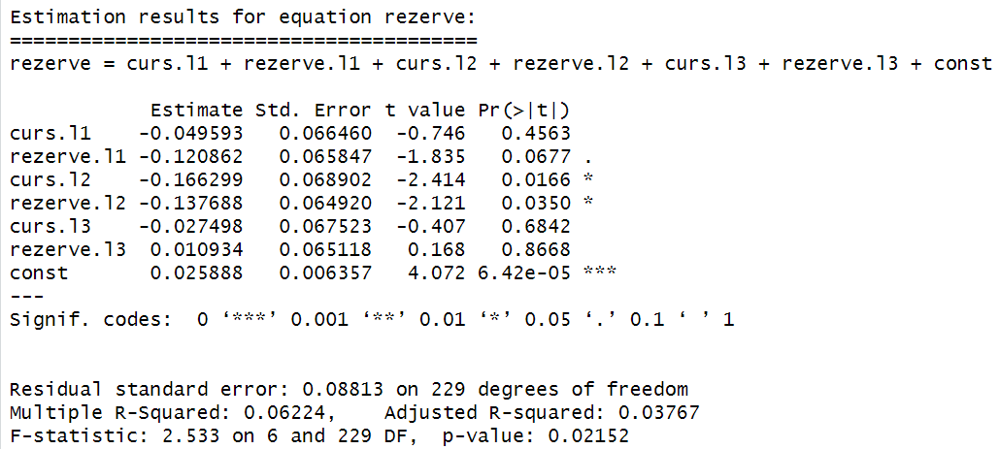 Estimation results for equation rezerve:
========================================
rezerve = curs.l1 + rezerve.l1 + curs.l2 + rezerve.l2 + curs.l3 + rezerve.l3 + const
Estimate Std. Error t value Pr(>|t|)
curs.l1 -0.049593 0.066460 -0.746 0.4563
rezerve.l1 -0.120862 0.065847 -1.835 0.0677 .
curs.l2 -0.166299 0.068902 -2.414 0.0166 *
rezerve.l2 -0.137688 0.064920 -2.121 0.0350 *
curs.l3 -0.027498 0.067523 -0.407 0.6842
rezerve.l3 0.010934 0.065118 0.168 0.8668
const 0.025888 0.006357 4.072 6.42e-05 ***
---
Signif. codes: 0 ‘***’ 0.001 ‘**’ 0.01 ‘*’ 0.05 ‘.’ 0.1 ‘ ’ 1
Residual standard error: 0.08813 on 229 degrees of freedom
Multiple R-Squared: 0.06224, Adjusted R-squared: 0.03767
F-statistic: 2.533 on 6 and 229 DF, p-value: 0.02152